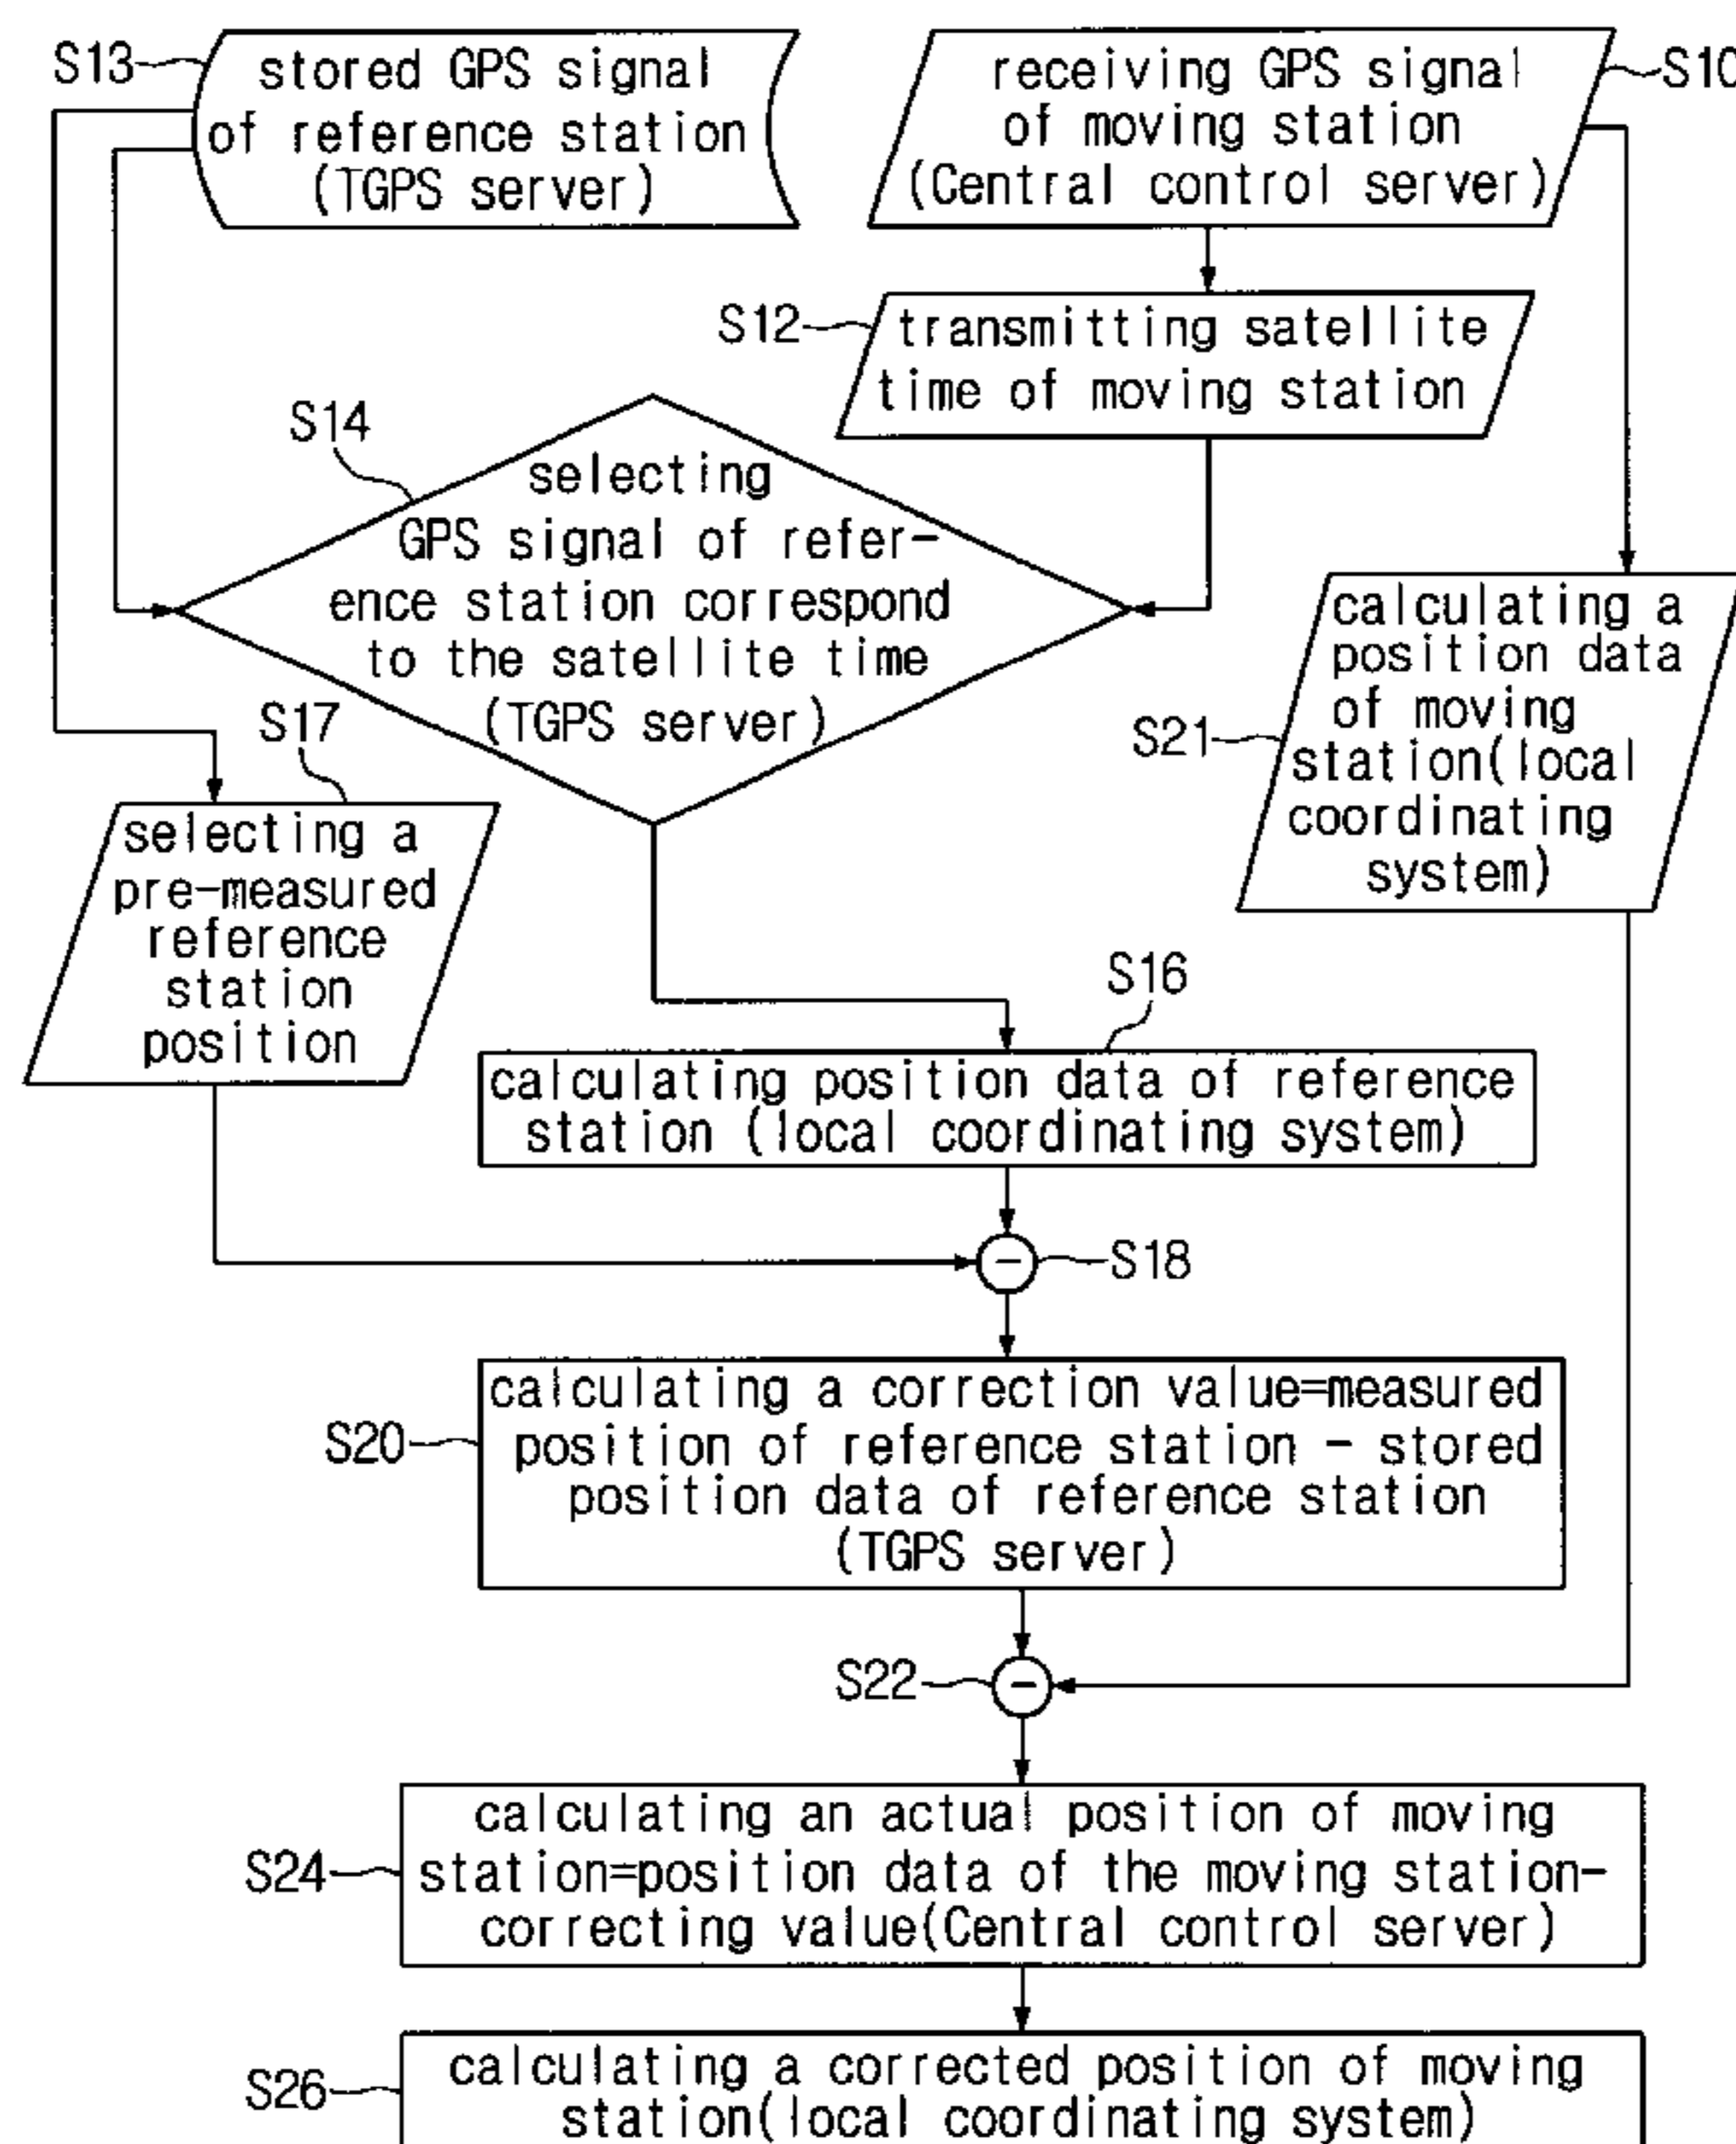 S13
stored GPS signal
of reference station
(TGPS server)
receiving GPS signal
of moving station
(Central control server)
S10
S12
transmitting satellite
time of moving station
S14
selecting
GPS signal of refer-
ence station correspond
to the satellite time
(TGPS server)
S21
calculating a
position data
of moving
station(local
coordinating
system)
S17
selecting a
pre-measured
reference
station
position
S16
calculating position data of reference
station (local coordinating system)
-
S18
S20
calculating a correction value=measured
position of reference station - stored
position data of reference station
(TGPS server)
S22
-
S24
calculating an actual position of moving
station=position data of the moving station-
correcting value(Central control server)
S26
calculating a corrected position of moving
station(local coordinating system)